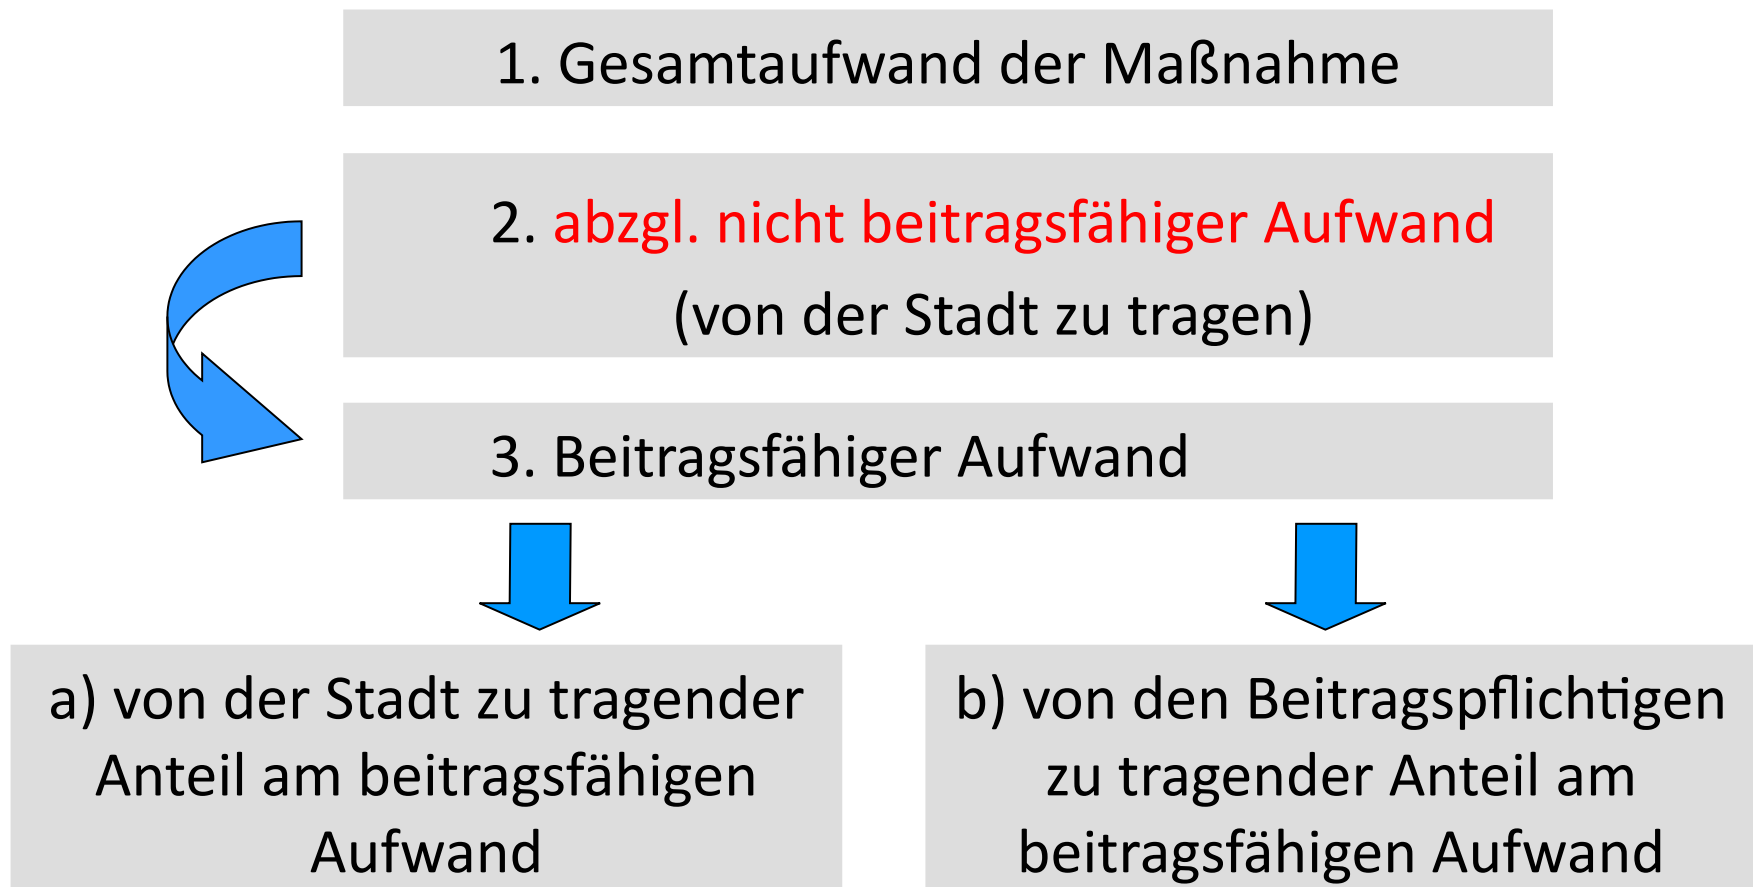 1. Gesamtaufwand der Maßnahme
2. abzgl. nicht beitragsfähiger Aufwand
(von der Stadt zu tragen)
3. Beitragsfähiger Aufwand
a) von der Stadt zu tragender
Anteil am beitragsfähigen
Aufwand
b) von den Beitragspflichtigen
zu tragender Anteil am
beitragsfähigen Aufwand